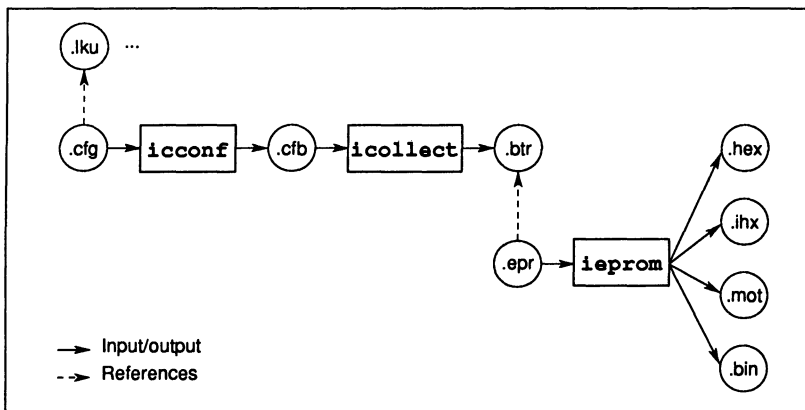 .lku ...
.cfg
icconf
.cfb
icollect
.btr
.hex
.ihx
.epr
ieprom
.mot
.bin
Input/output
References